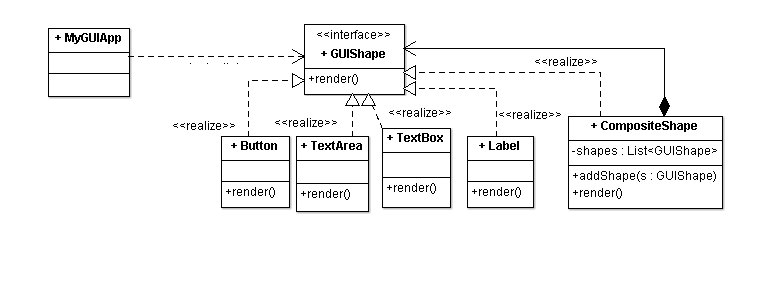 <<interface>>
+ GUIShape
+render()
+ MyGUIApp
<<realize>>
<<realize>>
<<realize>>
<<realize>>
<<realize>>
+ Button
+render()
+ TextArea
+render()
+ TextBox
+render()
+ Label
+render()
+ CompositeShape
-shapes : List<GUIShape>
+addShape(s : GUIShape)
+render()